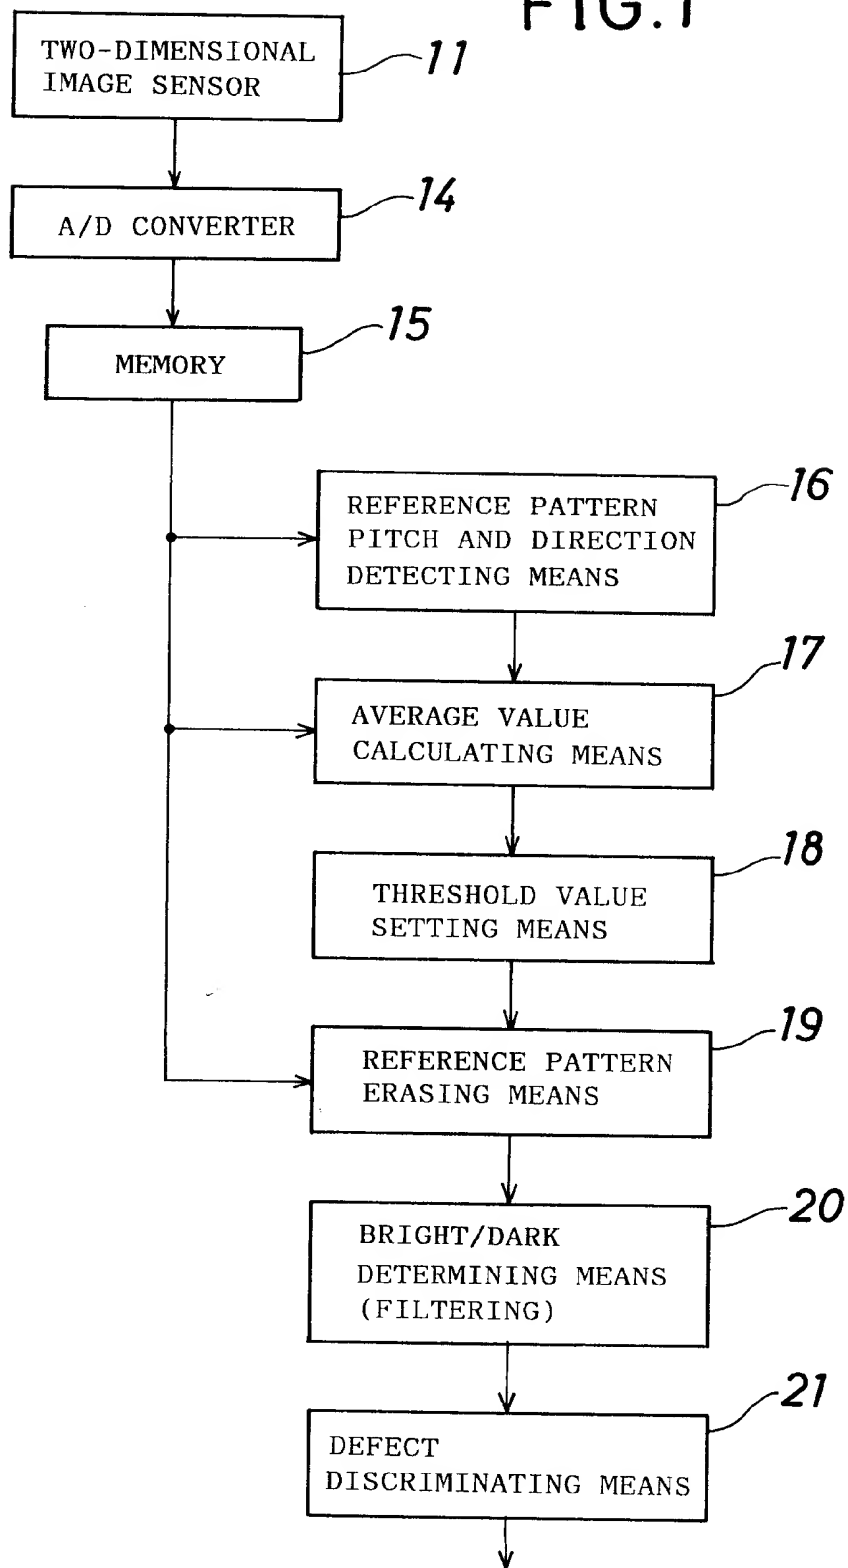 FIG.1
TWO-DIMENSIONAL
IMAGE SENSOR
11
A/D CONVERTER
14
MEMORY
15
REFERENCE PATTERN
PITCH AND DIRECTION
DETECTING MEANS
16
AVERAGE VALUE
CALCULATING MEANS
17
THRESHOLD VALUE
SETTING MEANS
18
REFERENCE PATTERN
ERASING MEANS
19
BRIGHT/DARK
DETERMINING MEANS
(FILTERING)
20
DEFECT
DISCRIMINATING MEANS
21